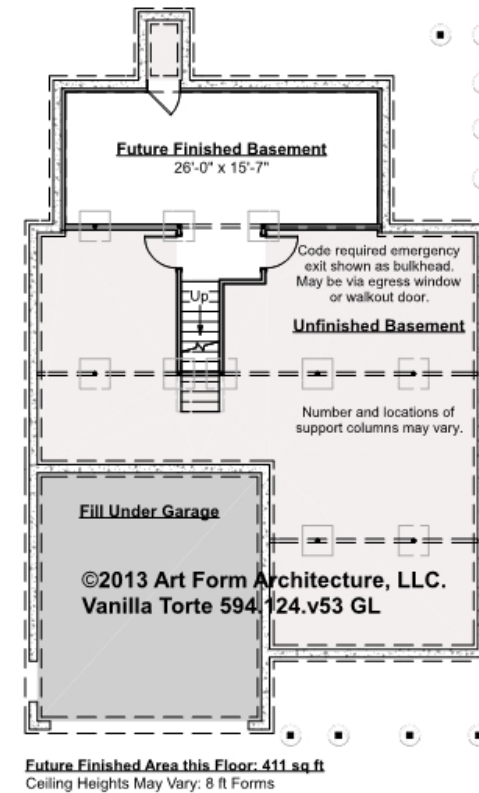 Future Finished Basement
26'-0" x 15'-7"
Code required emergency
exit shown as bulkhead.
May be via egress window
or walkout door.
Up
Unfinished Basement
Number and locations of
support columns may vary.
Fill Under Garage
©2013 Art Form Architecture, LLC.
Vanilla Torte 594.124.v53 GL
Future Finished Area this Floor: 411 sq ft
Ceiling Heights May Vary: 8 ft Forms